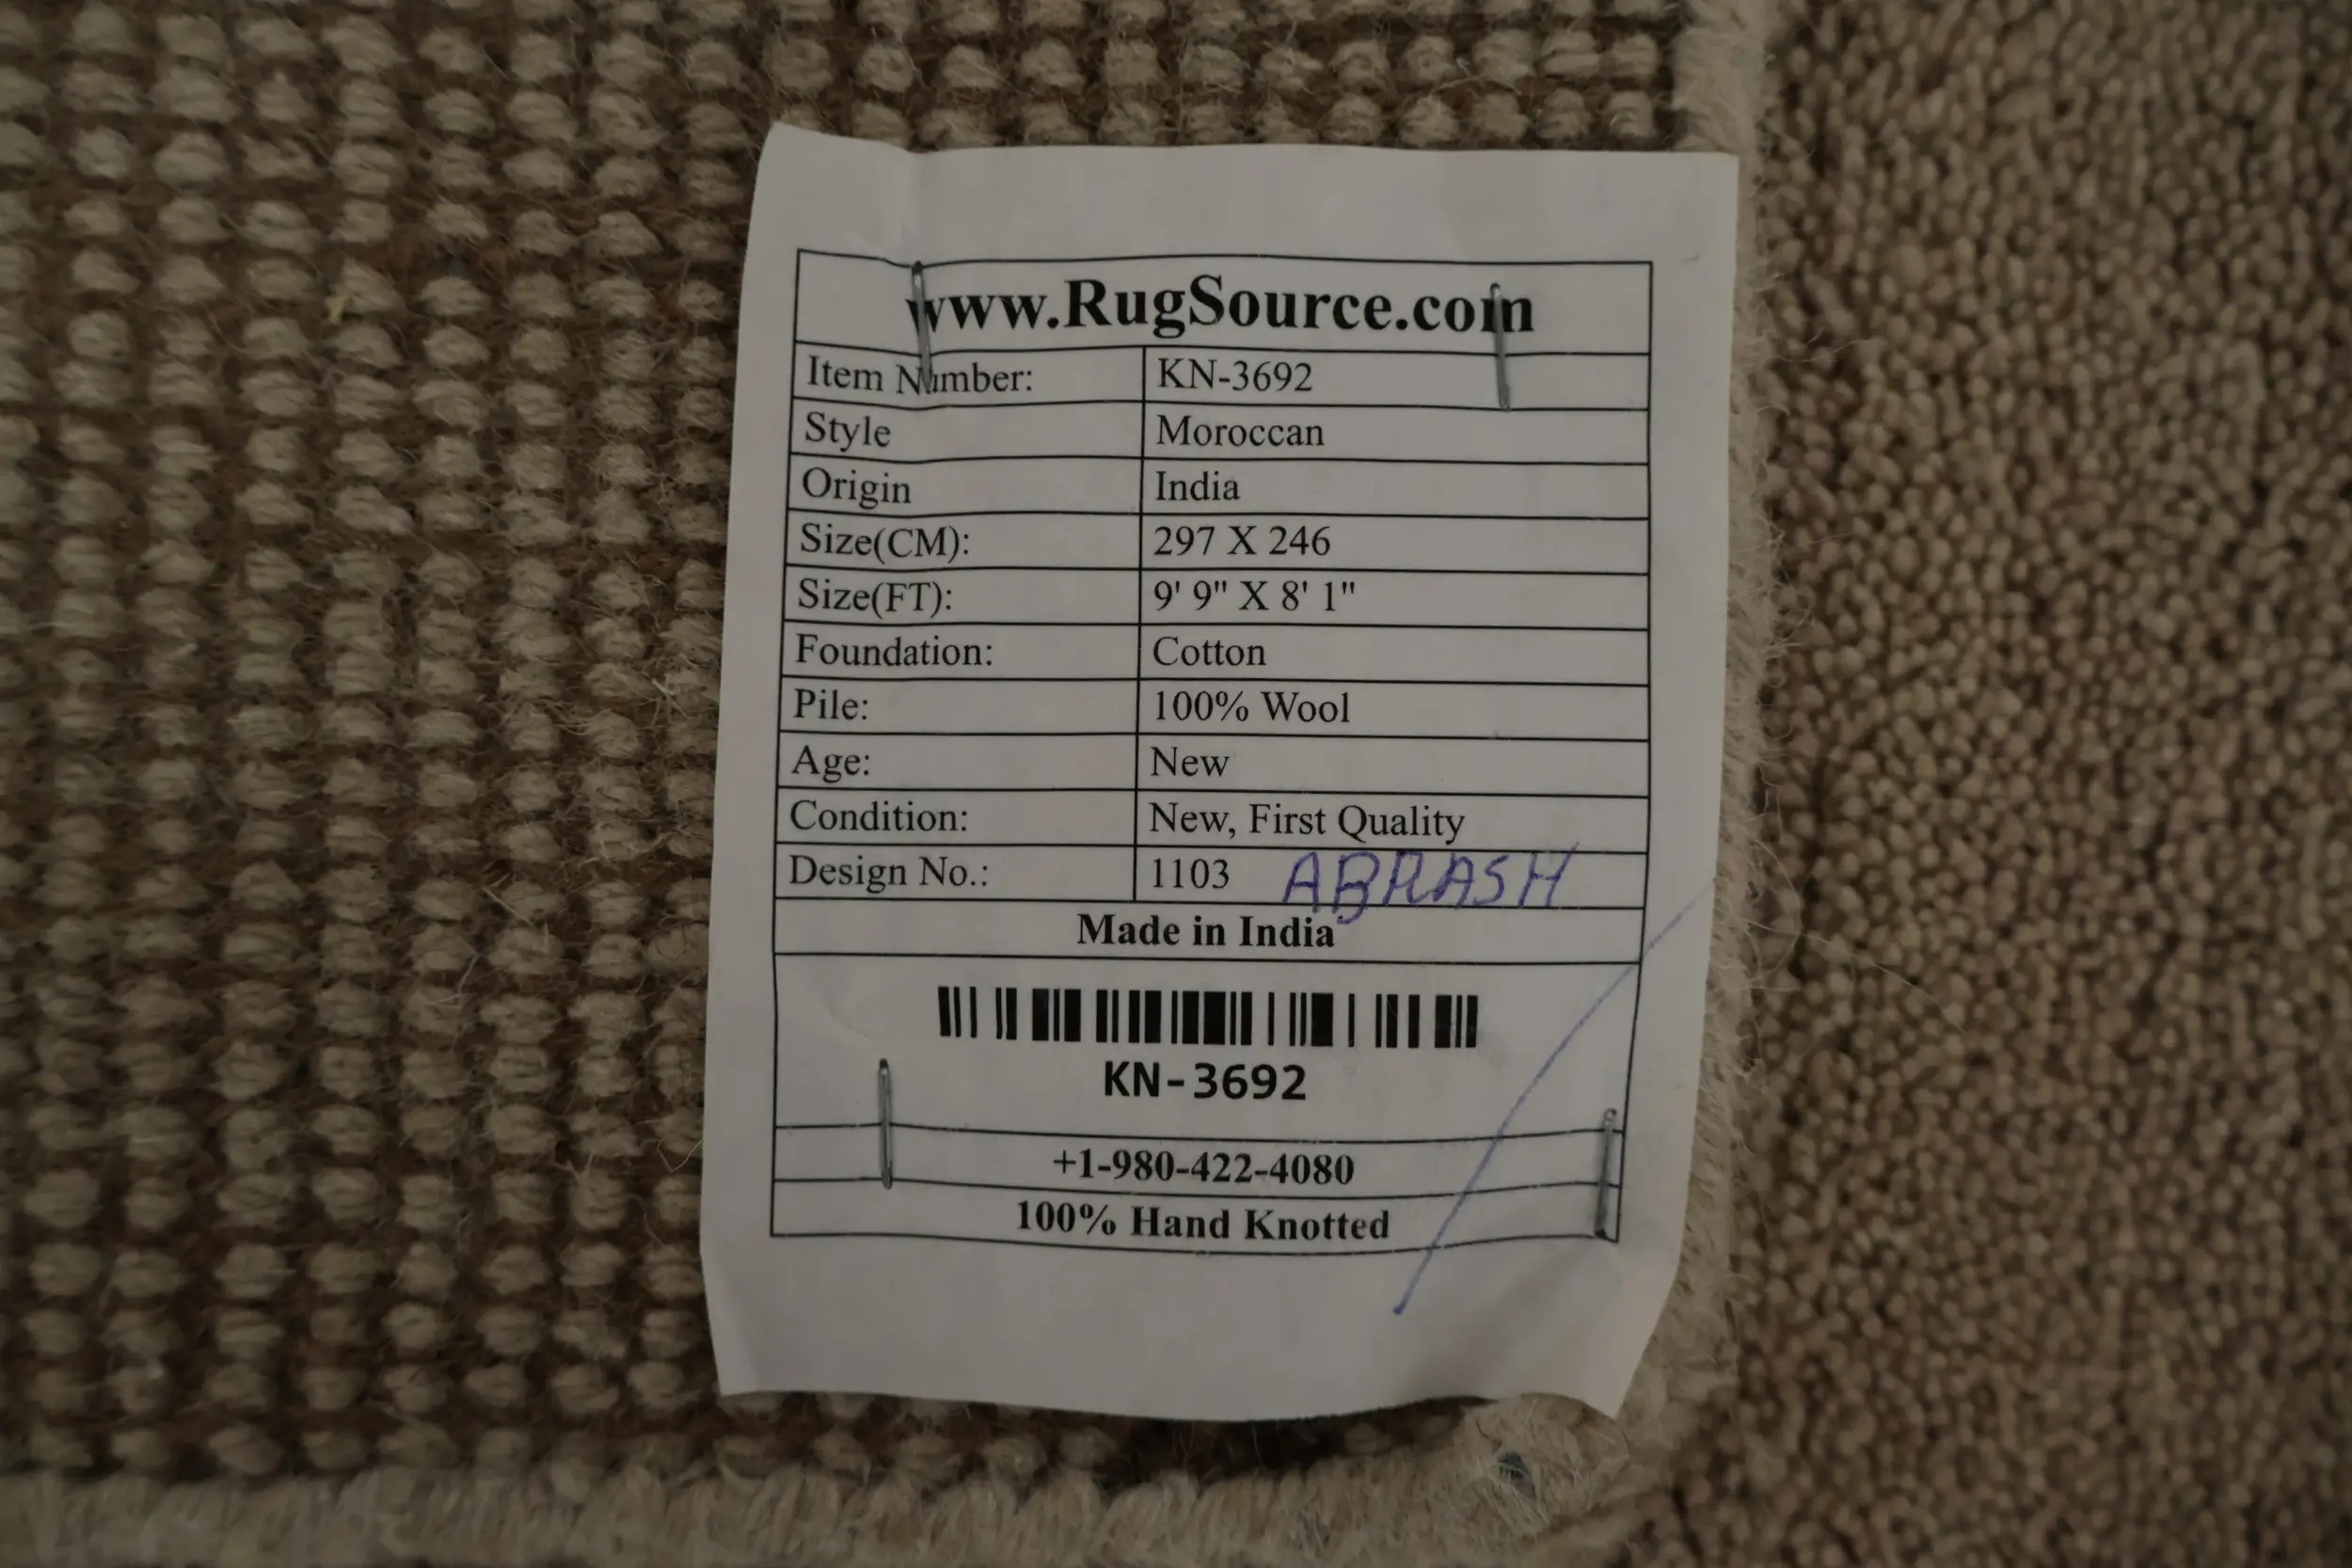 www.RugSource.com
Item Number: KN-3692
Style Moroccan
Origin India
Size(CM): 297 X 246
Size(FT): 9' 9" X 8' 1"
Foundation: Cotton
Pile: 100% Wool
Age: New
Condition: New, First Quality
Design No.: 1103 ABRASH
Made in India
KN-3692
+1-980-422-4080
100% Hand Knotted